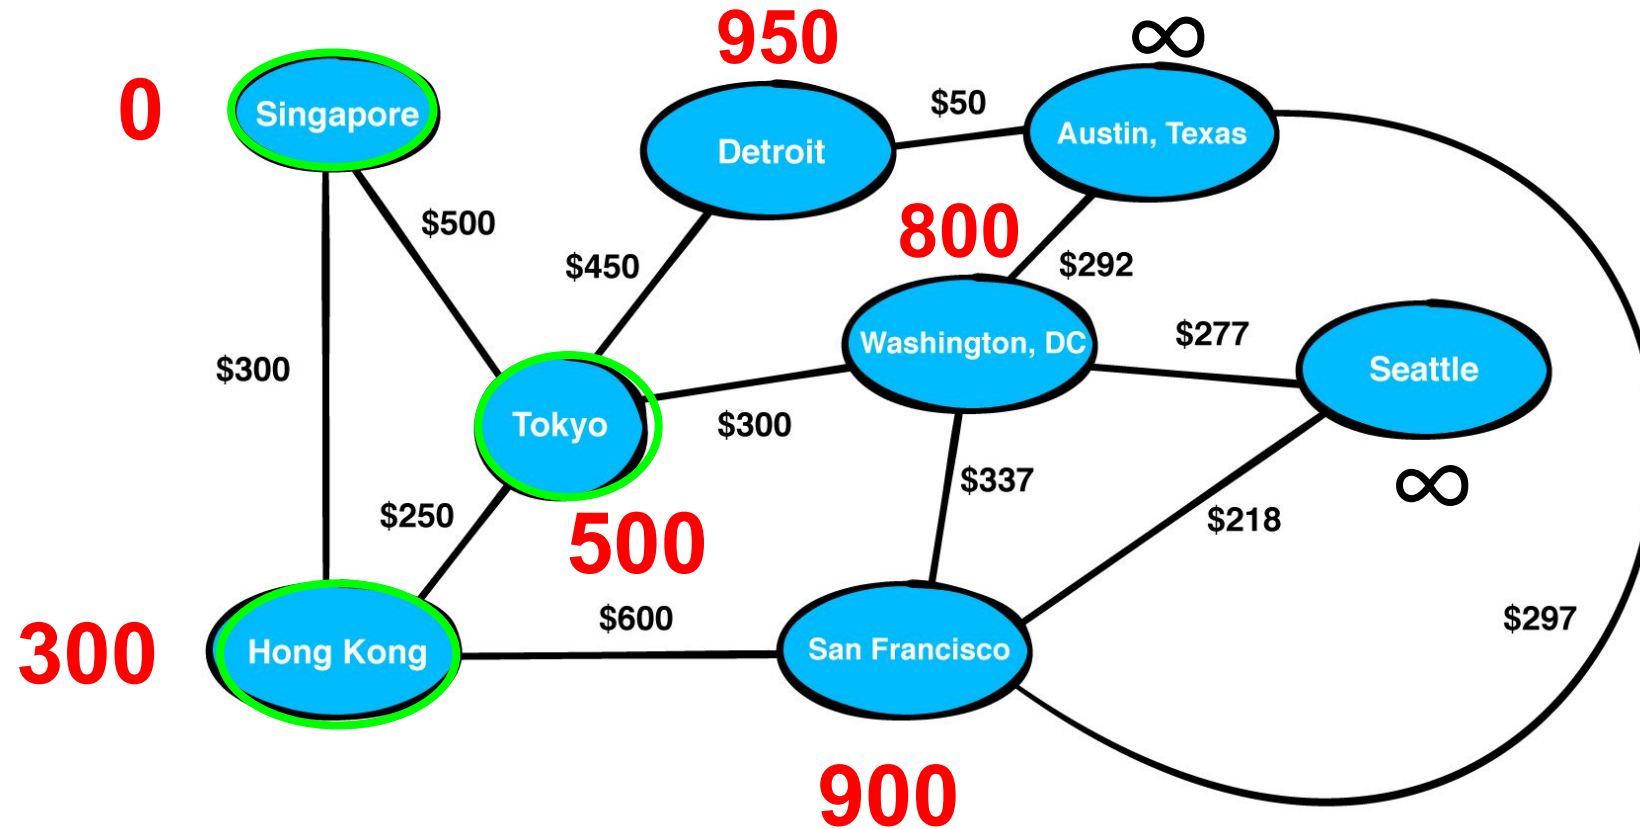 950
∞
0
Singapore
$50
Detroit
Austin, Texas
$500
800
$450
$292
$300
Washington, DC
$277
Seattle
Tokyo
$300
∞
$337
$250
500
$218
300
Hong Kong
$600
San Francisco
$297
900